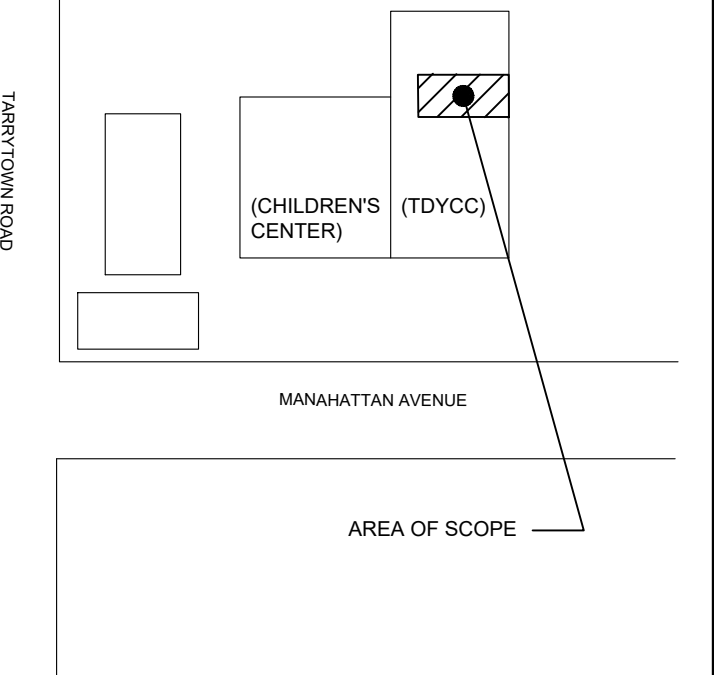 TARRYTOWN ROAD
(CHILDREN'S
CENTER)
(TDYCC)
MANAHATTAN AVENUE
AREA OF SCOPE